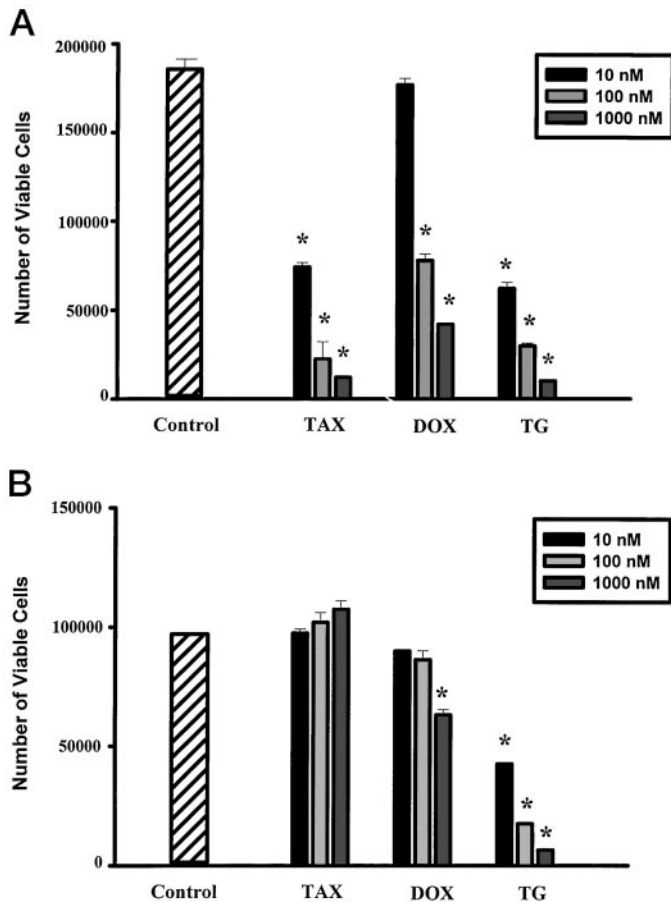 A
Number of Viable Cells
200000
150000
100000
50000
0
10 nM
100 nM
1000 nM
*
*
*
*
*
*
*
*
Control
TAX
DOX
TG
B
Number of Viable Cells
150000
100000
50000
0
10 nM
100 nM
1000 nM
*
*
*
*
Control
TAX
DOX
TG